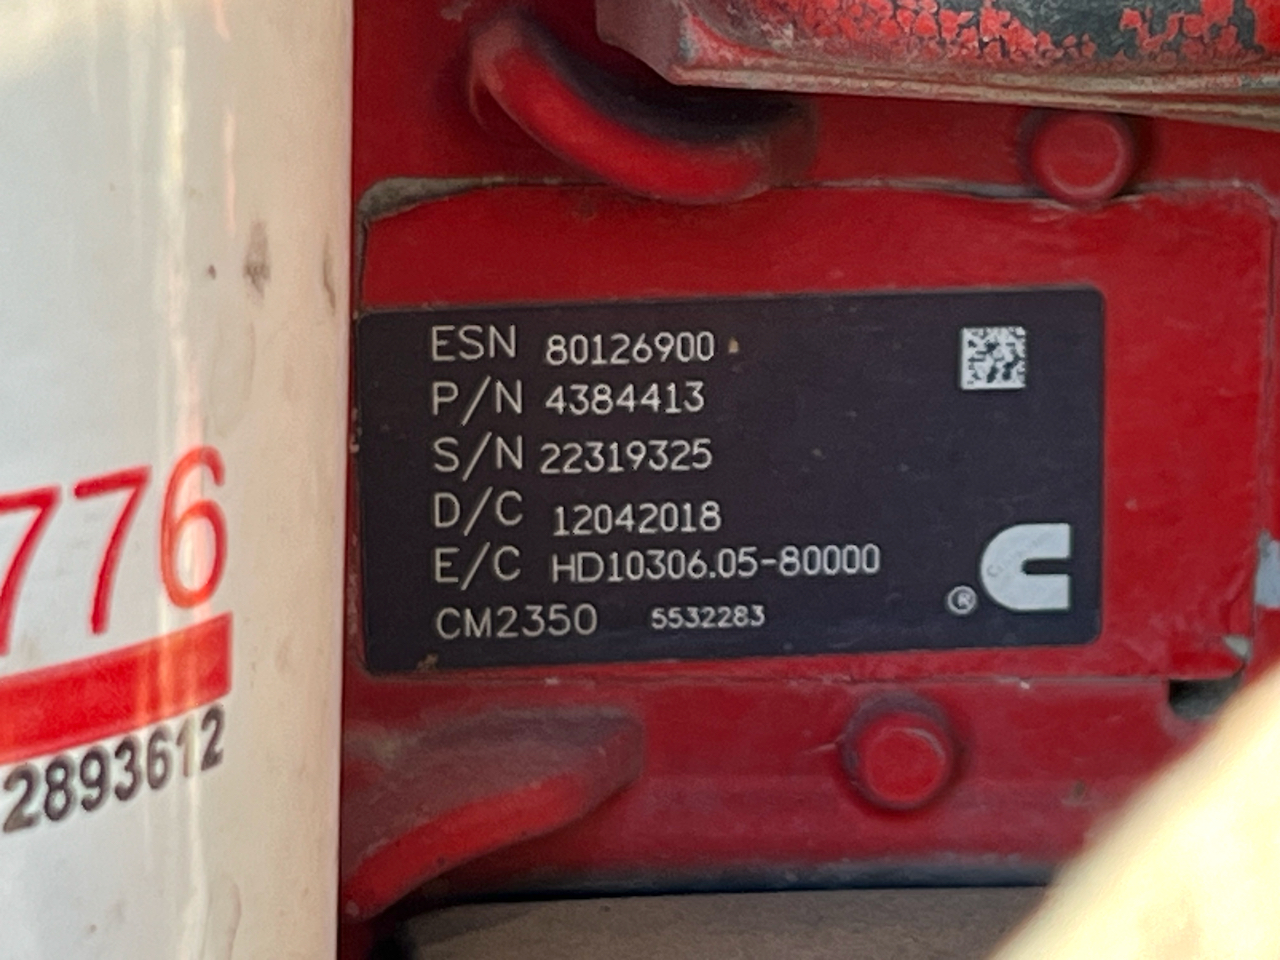 ESN 80126900
P/N 4384413
S/N 22319325
D/C 12042018
E/C HD10306.05-80000
CM2350 5532283
®
776
2893612